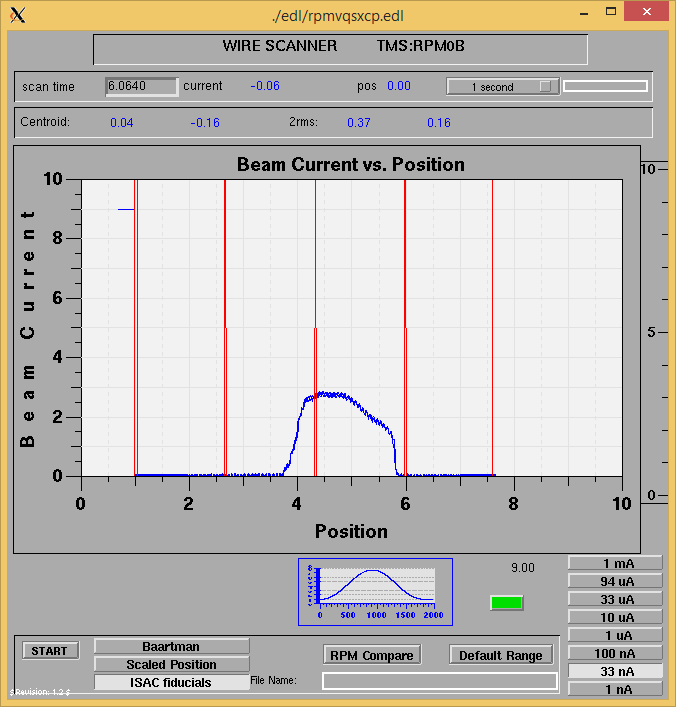 ./edl/rpmvqsxcp.edl
WIRE SCANNER TMS:RPM0B
scan time 6.0640 current -0.06 pos 0.00 1 second
Centroid: 0.04 -0.16 2rms: 0.37 0.16
Beam Current vs. Position
10
8
6
4
2
0
Beam Current
0 2 4 6 8 10
Position
10
5
0
0 500 1000 1500 2000
9.00
1 mA
94 uA
33 uA
10 uA
1 uA
100 nA
33 nA
1 nA
START
Baartman
Scaled Position
ISAC fiducials
RPM Compare
Default Range
File Name:
$Revision: 1.2 $